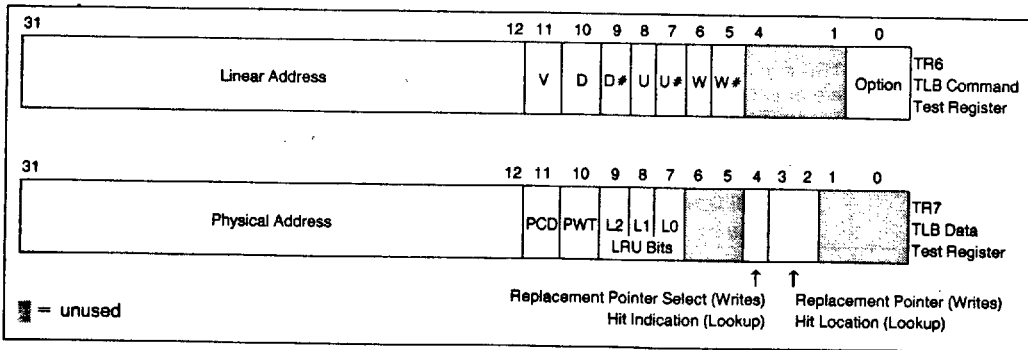 31 12 11 10 9 8 7 6 5 4 1 0
Linear Address V D D# U U# W W# Option
TR6
TLB Command
Test Register
31 12 11 10 9 8 7 6 5 4 3 2 1 0
Physical Address PCD PWT L2 L1 L0
LRU Bits
TR7
TLB Data
Test Register
↑ ↑
Replacement Pointer Select (Writes) Replacement Pointer (Writes)
Hit Indication (Lookup) Hit Location (Lookup)
= unused